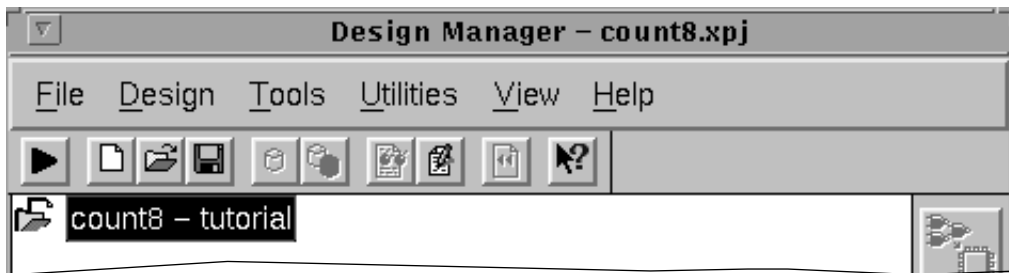 Design Manager – count8.xpj
File Design Tools Utilities View Help
count8 – tutorial